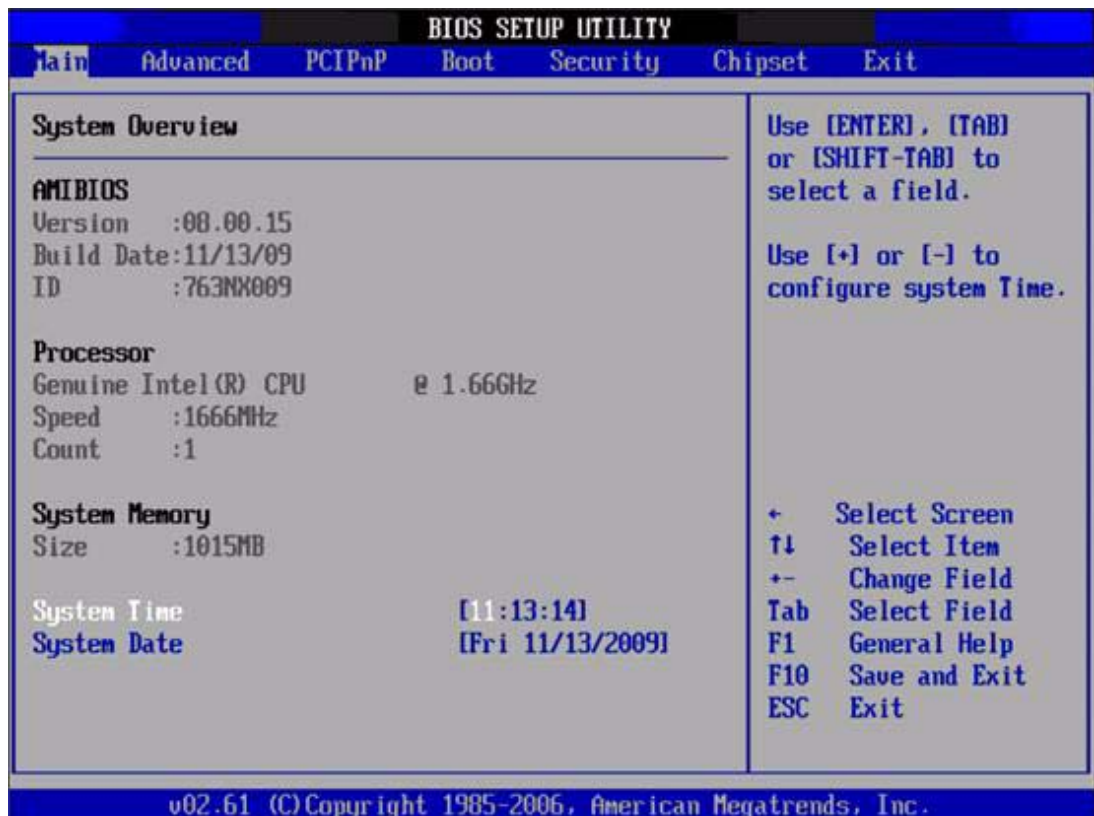 BIOS SETUP UTILITY
Main Advanced PCIPnP Boot Security Chipset Exit
System Overview
AMIBIOS
Version :08.00.15
Build Date:11/13/09
ID :763NX009
Processor
Genuine Intel(R) CPU @ 1.66GHz
Speed :1666MHz
Count :1
System Memory
Size :1015MB
System Time [11:13:14]
System Date [Fri 11/13/2009]
Use [ENTER], [TAB]
or [SHIFT-TAB] to
select a field.
Use [+] or [-] to
configure system Time.
← Select Screen
↑↓ Select Item
+- Change Field
Tab Select Field
F1 General Help
F10 Save and Exit
ESC Exit
v02.61 (C)Copyright 1985-2006, American Megatrends, Inc.